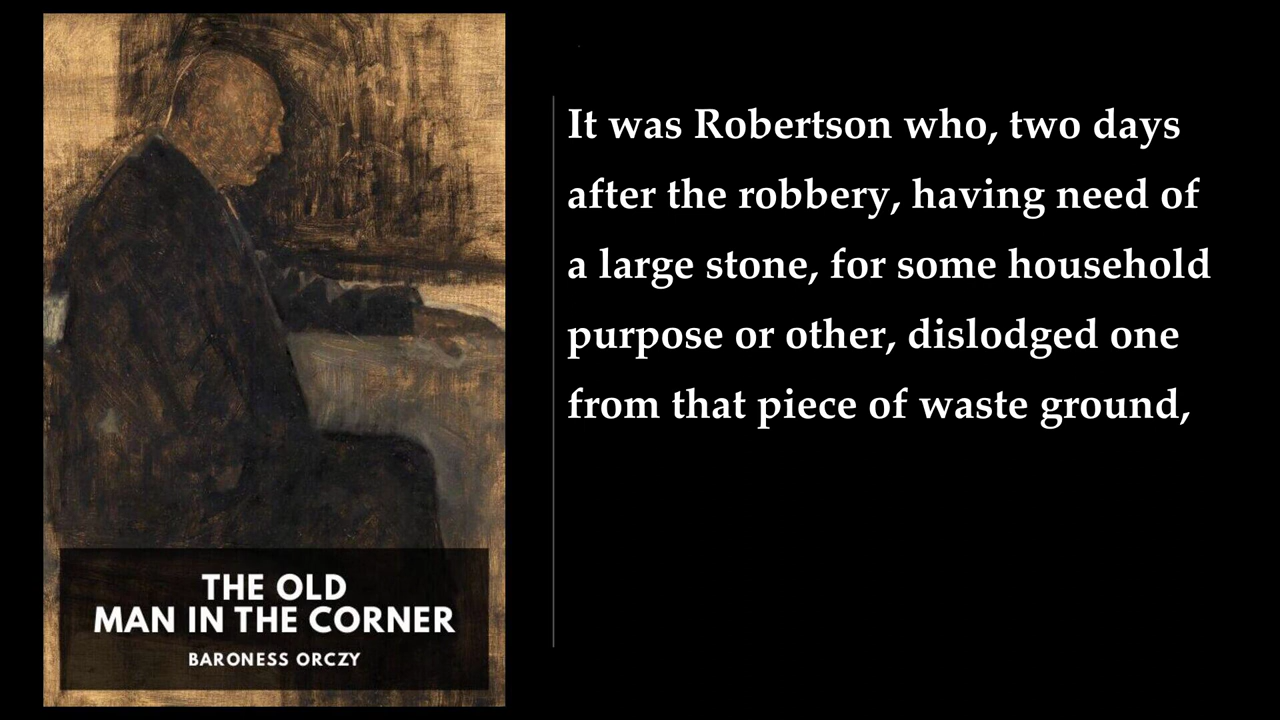 It was Robertson who, two days
after the robbery, having need of
a large stone, for some household
purpose or other, dislodged one
from that piece of waste ground,
THE OLD
MAN IN THE CORNER
BARONESS ORCZY